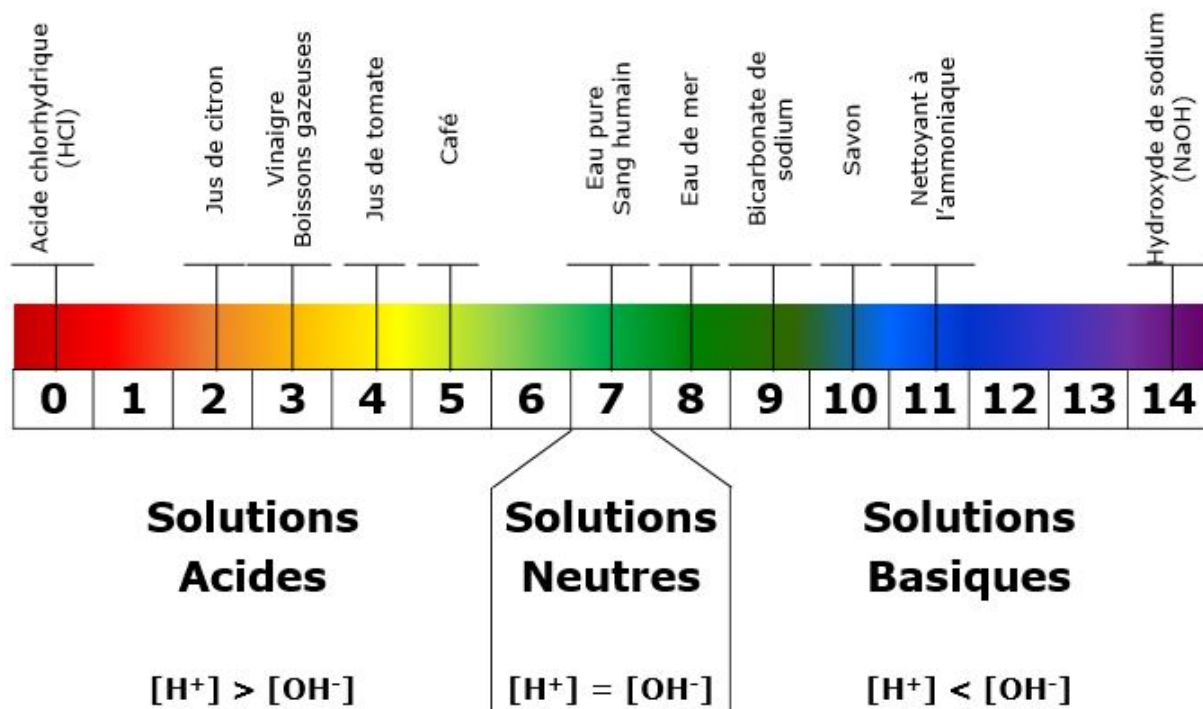 Acide chlorhydrique
(HCl)
Jus de citron
Vinaigre
Boissons gazeuses
Jus de tomate
Café
Eau pure
Sang humain
Eau de mer
Bicarbonate de
sodium
Savon
Nettoyant à
l'ammoniaque
Hydroxyde de sodium
(NaOH)
0 1 2 3 4 5 6 7 8 9 10 11 12 13 14
Solutions
Acides
[H⁺] > [OH⁻]
Solutions
Neutres
[H⁺] = [OH⁻]
Solutions
Basiques
[H⁺] < [OH⁻]